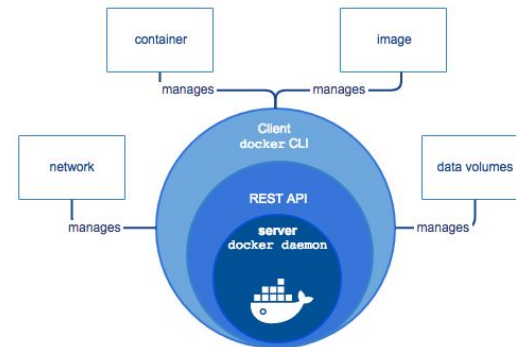 container
image
manages
manages
Client
docker CLI
network
data volumes
REST API
server
docker daemon
manages
manages